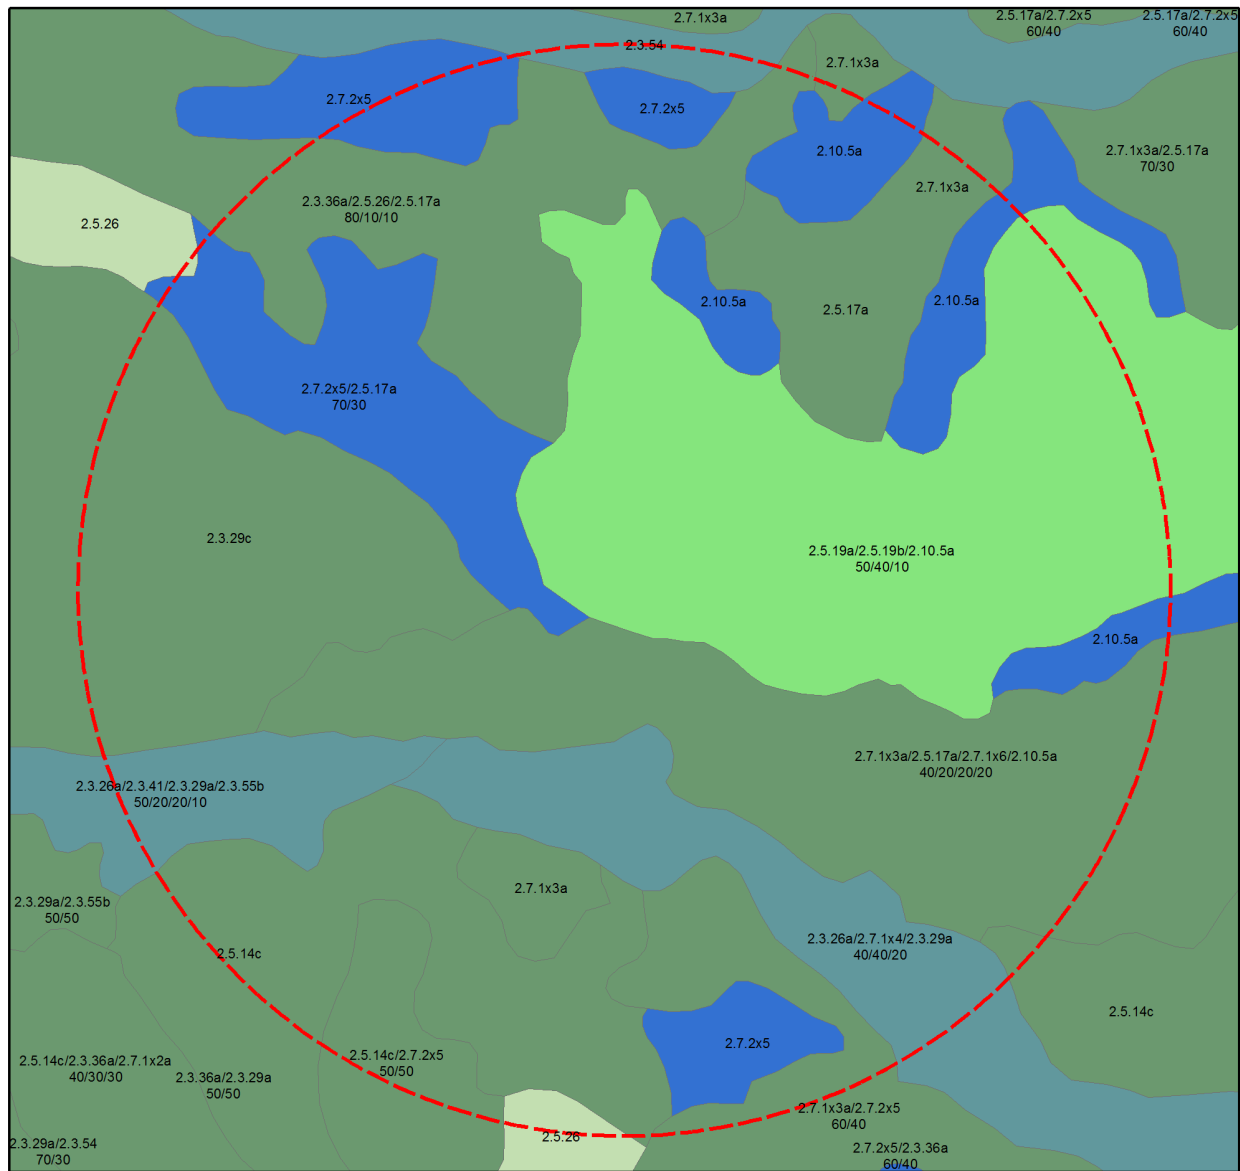 2.7.1x3a
2.5.17a/2.7.2x5
60/40
2.5.17a/2.7.2x5
60/40
2.3.54
2.7.1x3a
2.7.2x5
2.7.2x5
2.10.5a
2.7.1x3a/2.5.17a
70/30
2.7.1x3a
2.3.36a/2.5.26/2.5.17a
80/10/10
2.5.26
2.10.5a
2.10.5a
2.5.17a
2.7.2x5/2.5.17a
70/30
2.3.29c
2.5.19a/2.5.19b/2.10.5a
50/40/10
2.10.5a
2.7.1x3a/2.5.17a/2.7.1x6/2.10.5a
40/20/20/20
2.3.26a/2.3.41/2.3.29a/2.3.55b
50/20/20/10
2.7.1x3a
2.3.29a/2.3.55b
50/50
2.3.26a/2.7.1x4/2.3.29a
40/40/20
2.5.14c
2.5.14c
2.7.2x5
2.5.14c/2.3.36a/2.7.1x2a
40/30/30
2.5.14c/2.7.2x5
50/50
2.3.36a/2.3.29a
50/50
2.7.1x3a/2.7.2x5
60/40
2.5.26
2.3.29a/2.3.54
70/30
2.7.2x5/2.3.36a
60/40